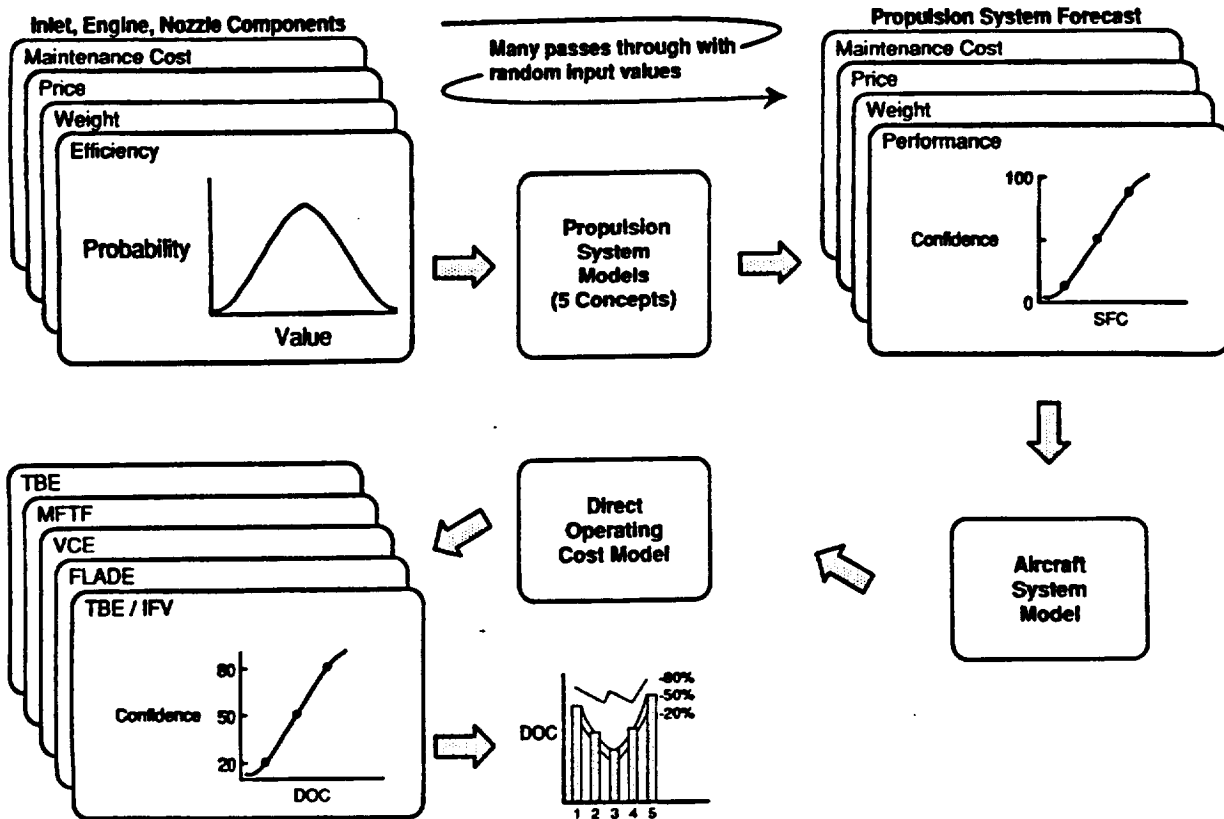 Inlet, Engine, Nozzle Components
Maintenance Cost
Price
Weight
Efficiency
Probability
Value
Many passes through with
random input values
Propulsion
System
Models
(5 Concepts)
Propulsion System Forecast
Maintenance Cost
Price
Weight
Performance
100
Confidence
0
SFC
Aircraft
System
Model
Direct
Operating
Cost Model
TBE
MFTF
VCE
FLADE
TBE / IFV
80
Confidence
50
20
DOC
-80%
-50%
-20%
DOC
1 2 3 4 5